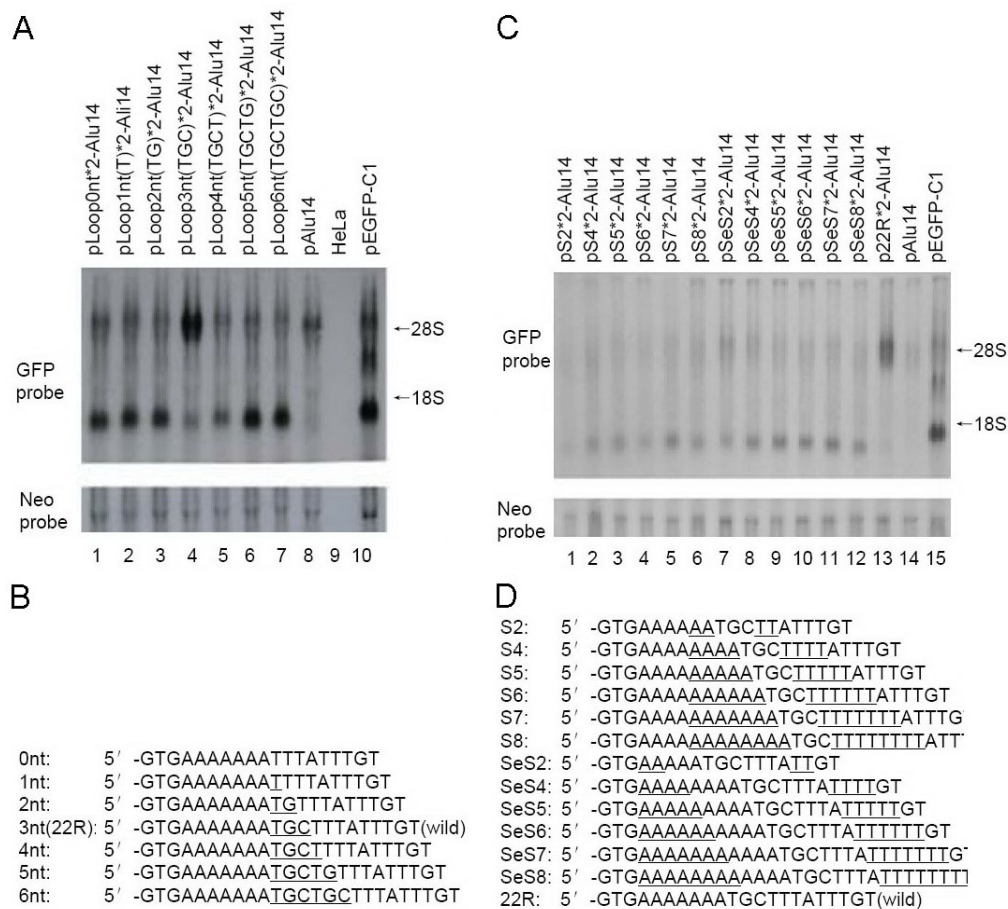 A
pLoop0nt*2-Alu14
pLoop1nt(T)*2-Ali14
pLoop2nt(TG)*2-Alu14
pLoop3nt(TGC)*2-Alu14
pLoop4nt(TGCT)*2-Alu14
pLoop5nt(TGCTG)*2-Alu14
pLoop6nt(TGCTGC)*2-Alu14
pAlu14
HeLa
pEGFP-C1
GFP probe
←28S
←18S
Neo probe
1 2 3 4 5 6 7 8 9 10
B
0nt: 5′ -GTGAAAAAAATTTATTTGT
1nt: 5′ -GTGAAAAAAATTTTATTTGT
2nt: 5′ -GTGAAAAAAATGTTTATTTGT
3nt(22R): 5′ -GTGAAAAAAATGCTTTATTTGT(wild)
4nt: 5′ -GTGAAAAAAATGCTTTTATTTGT
5nt: 5′ -GTGAAAAAAATGCTGTTTATTTGT
6nt: 5′ -GTGAAAAAAATGCTGCTTTATTTGT
C
pS2*2-Alu14
pS4*2-Alu14
pS5*2-Alu14
pS6*2-Alu14
pS7*2-Alu14
pS8*2-Alu14
pSeS2*2-Alu14
pSeS4*2-Alu14
pSeS5*2-Alu14
pSeS6*2-Alu14
pSeS7*2-Alu14
pSeS8*2-Alu14
p22R*2-Alu14
pAlu14
pEGFP-C1
GFP probe
←28S
←18S
Neo probe
1 2 3 4 5 6 7 8 9 10 11 12 13 14 15
D
S2: 5′ -GTGAAAAAATGCTTATTTGT
S4: 5′ -GTGAAAAAAAATGCTTTTATTTGT
S5: 5′ -GTGAAAAAAAAATGCTTTTTATTTGT
S6: 5′ -GTGAAAAAAAAAATGCTTTTTTATTTGT
S7: 5′ -GTGAAAAAAAAAAATGCTTTTTTTATTTG
S8: 5′ -GTGAAAAAAAAAAAATGCTTTTTTTTATT
SeS2: 5′ -GTGAAAAATGCTTTATTGT
SeS4: 5′ -GTGAAAAAAATGCTTTATTTTGT
SeS5: 5′ -GTGAAAAAAAATGCTTTATTTTTGT
SeS6: 5′ -GTGAAAAAAAAATGCTTTATTTTTTGT
SeS7: 5′ -GTGAAAAAAAAAATGCTTTATTTTTTTG
SeS8: 5′ -GTGAAAAAAAAAAATGCTTTATTTTTTTT
22R: 5′ -GTGAAAAAAATGCTTTATTTGT(wild)